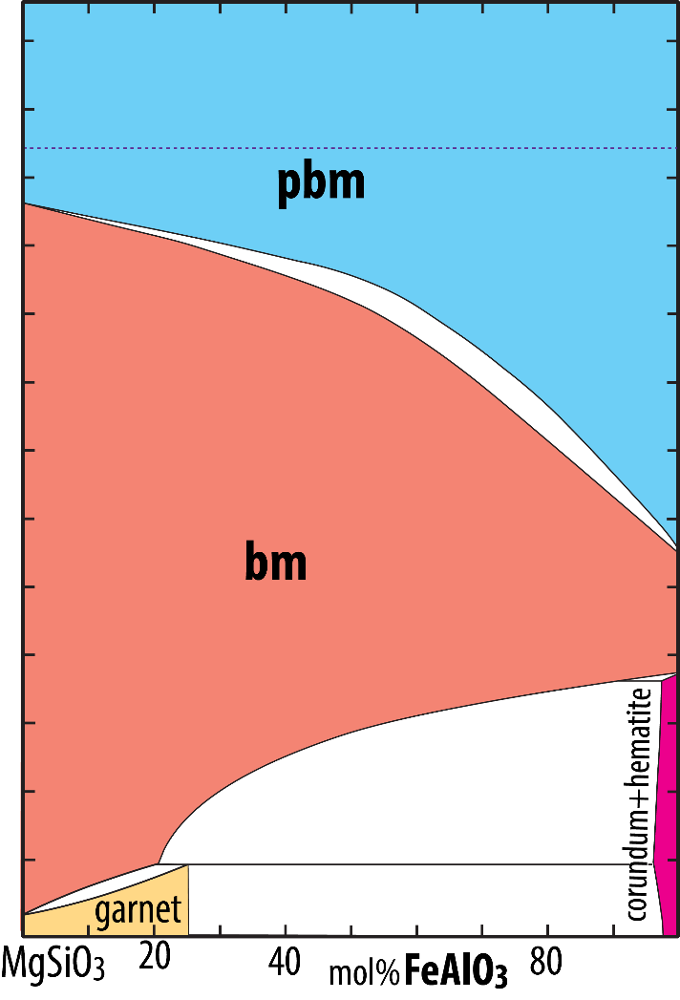 pbm
bm
corundum+hematite
garnet
MgSiO₃ 20 40 mol% FeAlO₃ 80